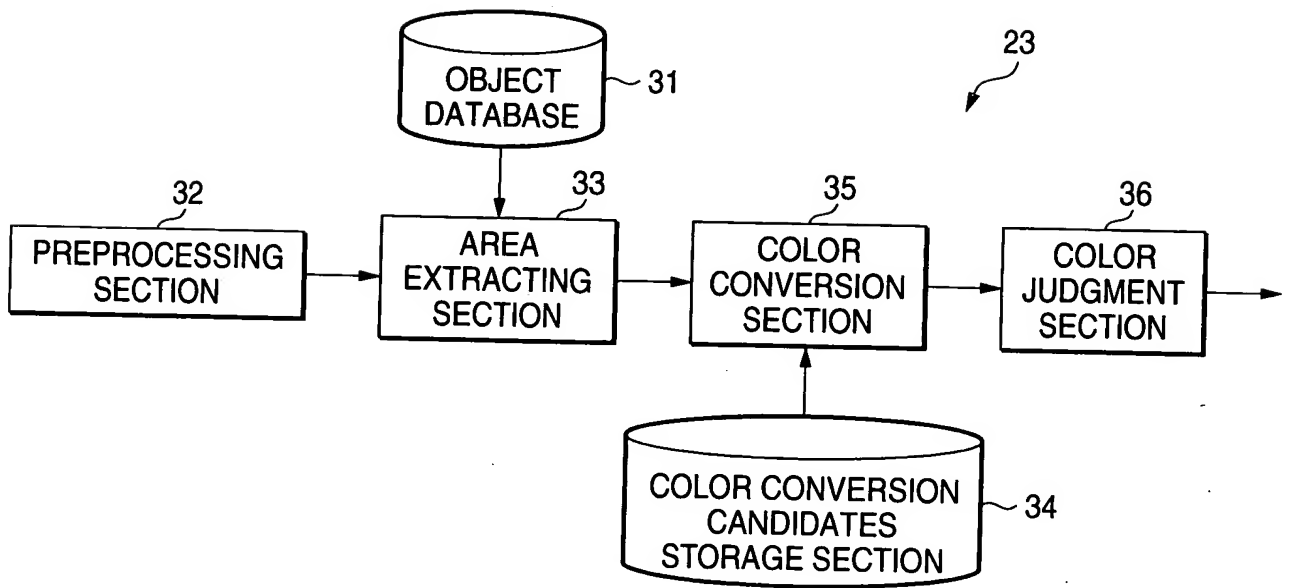 23
OBJECT
DATABASE
31
32
PREPROCESSING
SECTION
33
AREA
EXTRACTING
SECTION
35
COLOR
CONVERSION
SECTION
36
COLOR
JUDGMENT
SECTION
COLOR CONVERSION
CANDIDATES
STORAGE SECTION
34